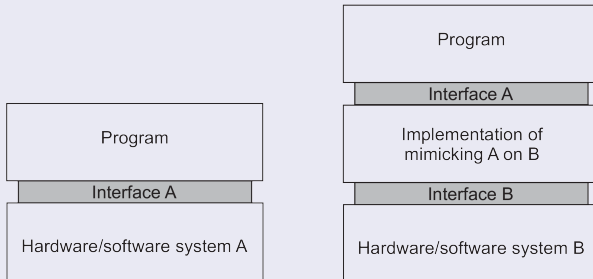 Program
Interface A
Hardware/software system A
Program
Interface A
Implementation of
mimicking A on B
Interface B
Hardware/software system B